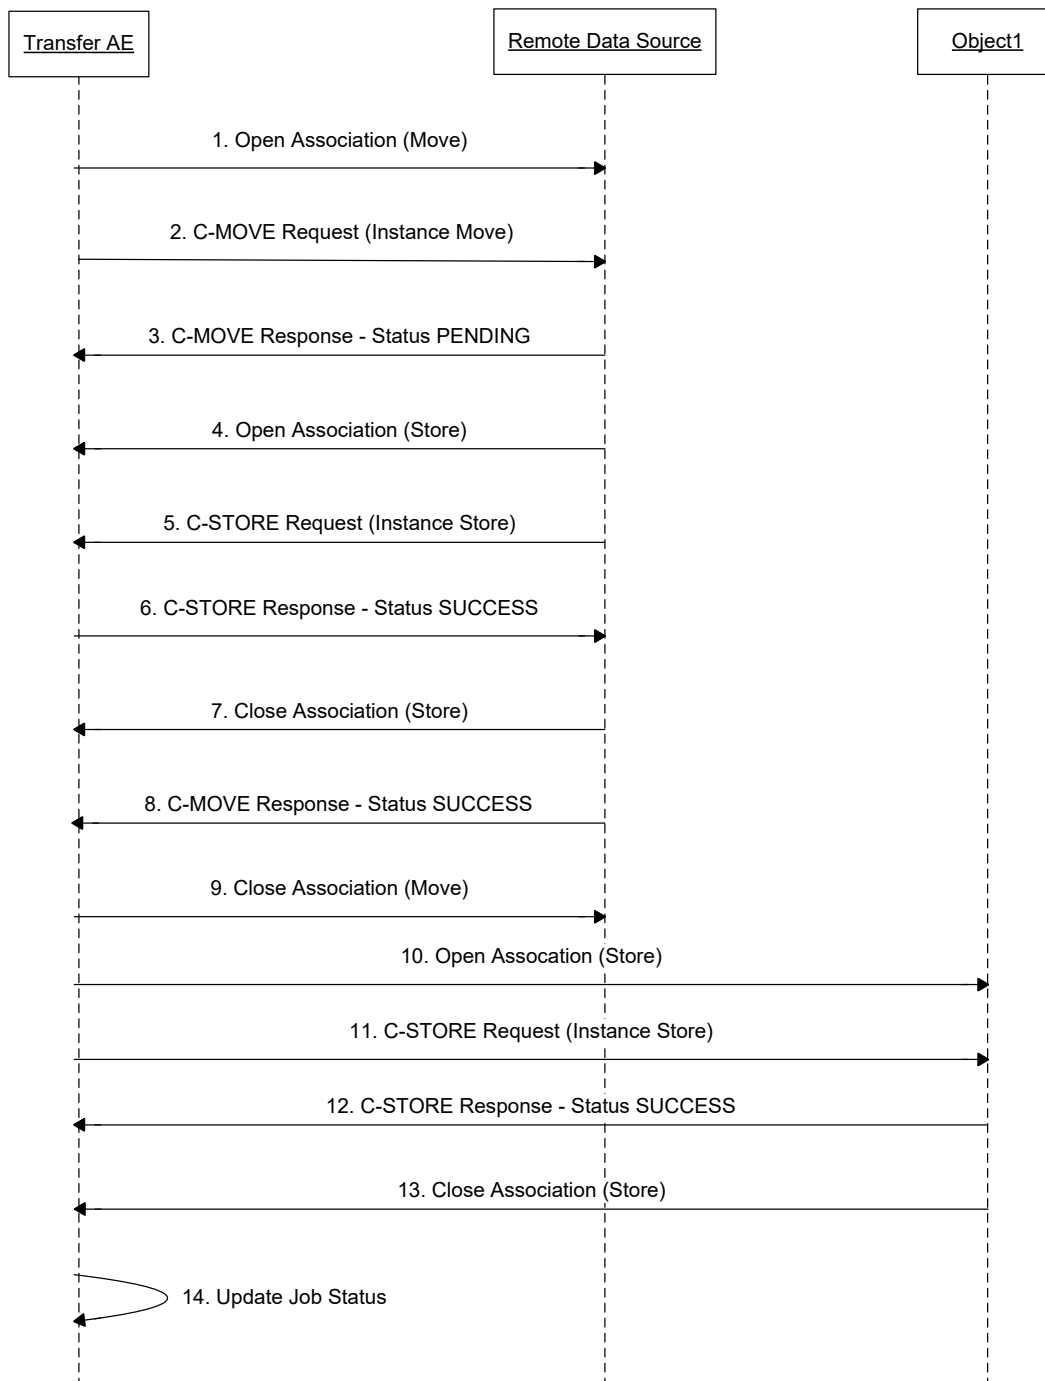 Transfer AE
Remote Data Source
Object1
1. Open Association (Move)
2. C-MOVE Request (Instance Move)
3. C-MOVE Response - Status PENDING
4. Open Association (Store)
5. C-STORE Request (Instance Store)
6. C-STORE Response - Status SUCCESS
7. Close Association (Store)
8. C-MOVE Response - Status SUCCESS
9. Close Association (Move)
10. Open Assocation (Store)
11. C-STORE Request (Instance Store)
12. C-STORE Response - Status SUCCESS
13. Close Association (Store)
14. Update Job Status